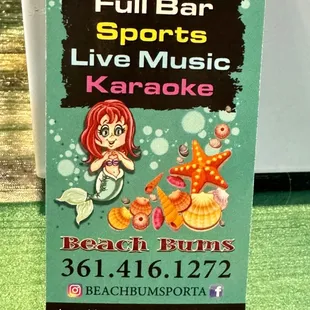 Full Bar
Sports
Live Music
Karaoke
Beach Bums
361.416.1272
BEACHBUMSPORTA